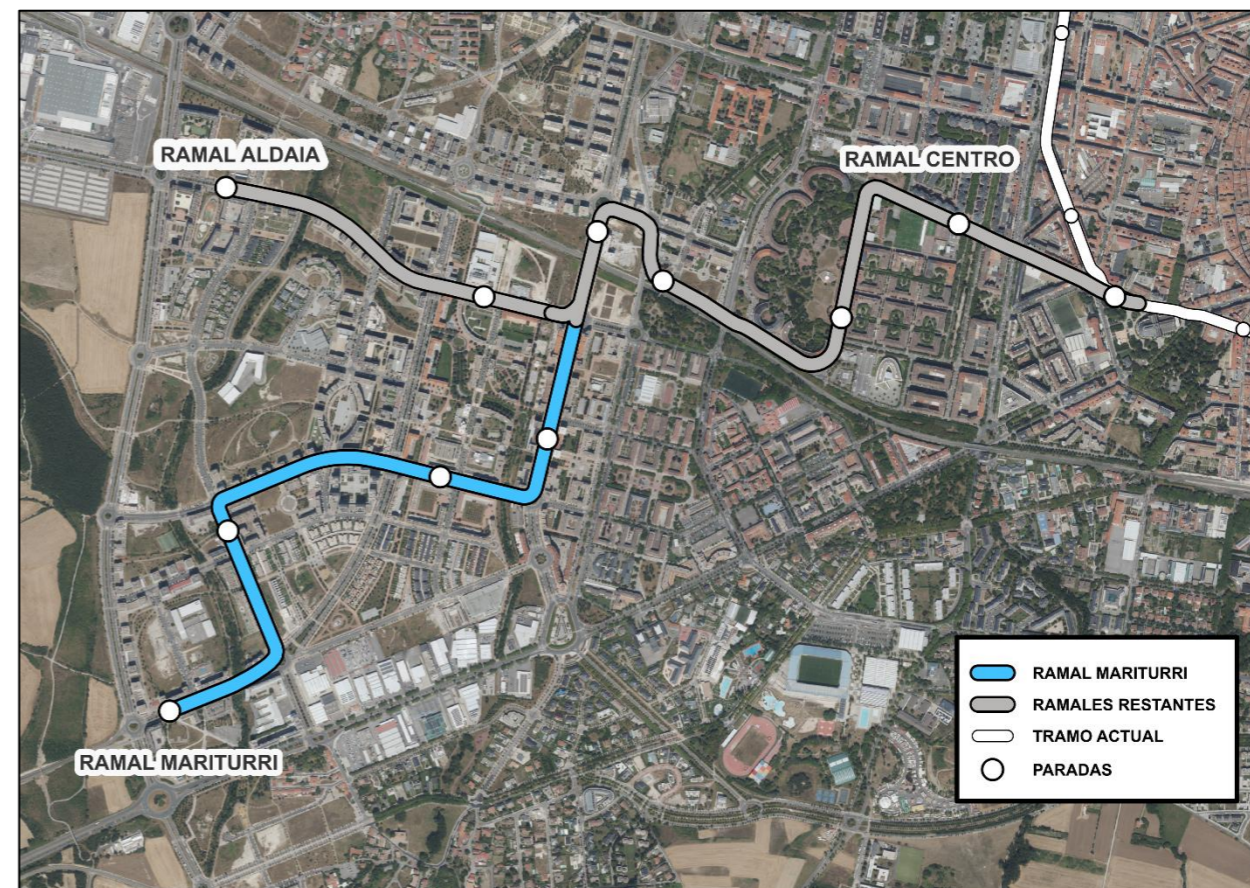 RAMAL ALDAIA
RAMAL CENTRO
RAMAL MARITURRI
RAMAL MARITURRI
RAMALES RESTANTES
TRAMO ACTUAL
PARADAS